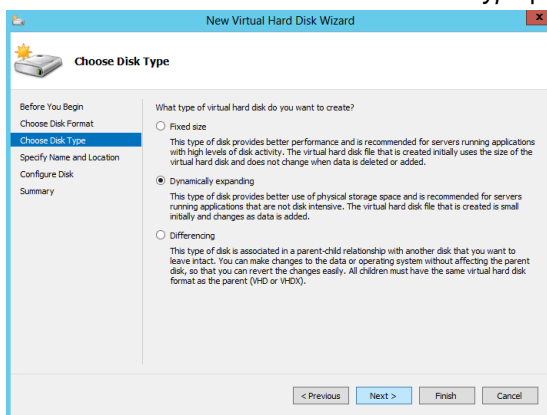 New Virtual Hard Disk Wizard
x
Choose Disk Type
Before You Begin
Choose Disk Format
Choose Disk Type
Specify Name and Location
Configure Disk
Summary
What type of virtual hard disk do you want to create?
Fixed size
This type of disk provides better performance and is recommended for servers running applications
with high levels of disk activity. The virtual hard disk file that is created initially uses the size of the
virtual hard disk and does not change when data is deleted or added.
Dynamically expanding
This type of disk provides better use of physical storage space and is recommended for servers
running applications that are not disk intensive. The virtual hard disk file that is created is small
initially and changes as data is added.
Differencing
This type of disk is associated in a parent-child relationship with another disk that you want to
leave intact. You can make changes to the data or operating system without affecting the parent
disk, so that you can revert the changes easily. All children must have the same virtual hard disk
format as the parent (VHD or VHDX).
< Previous
Next >
Finish
Cancel